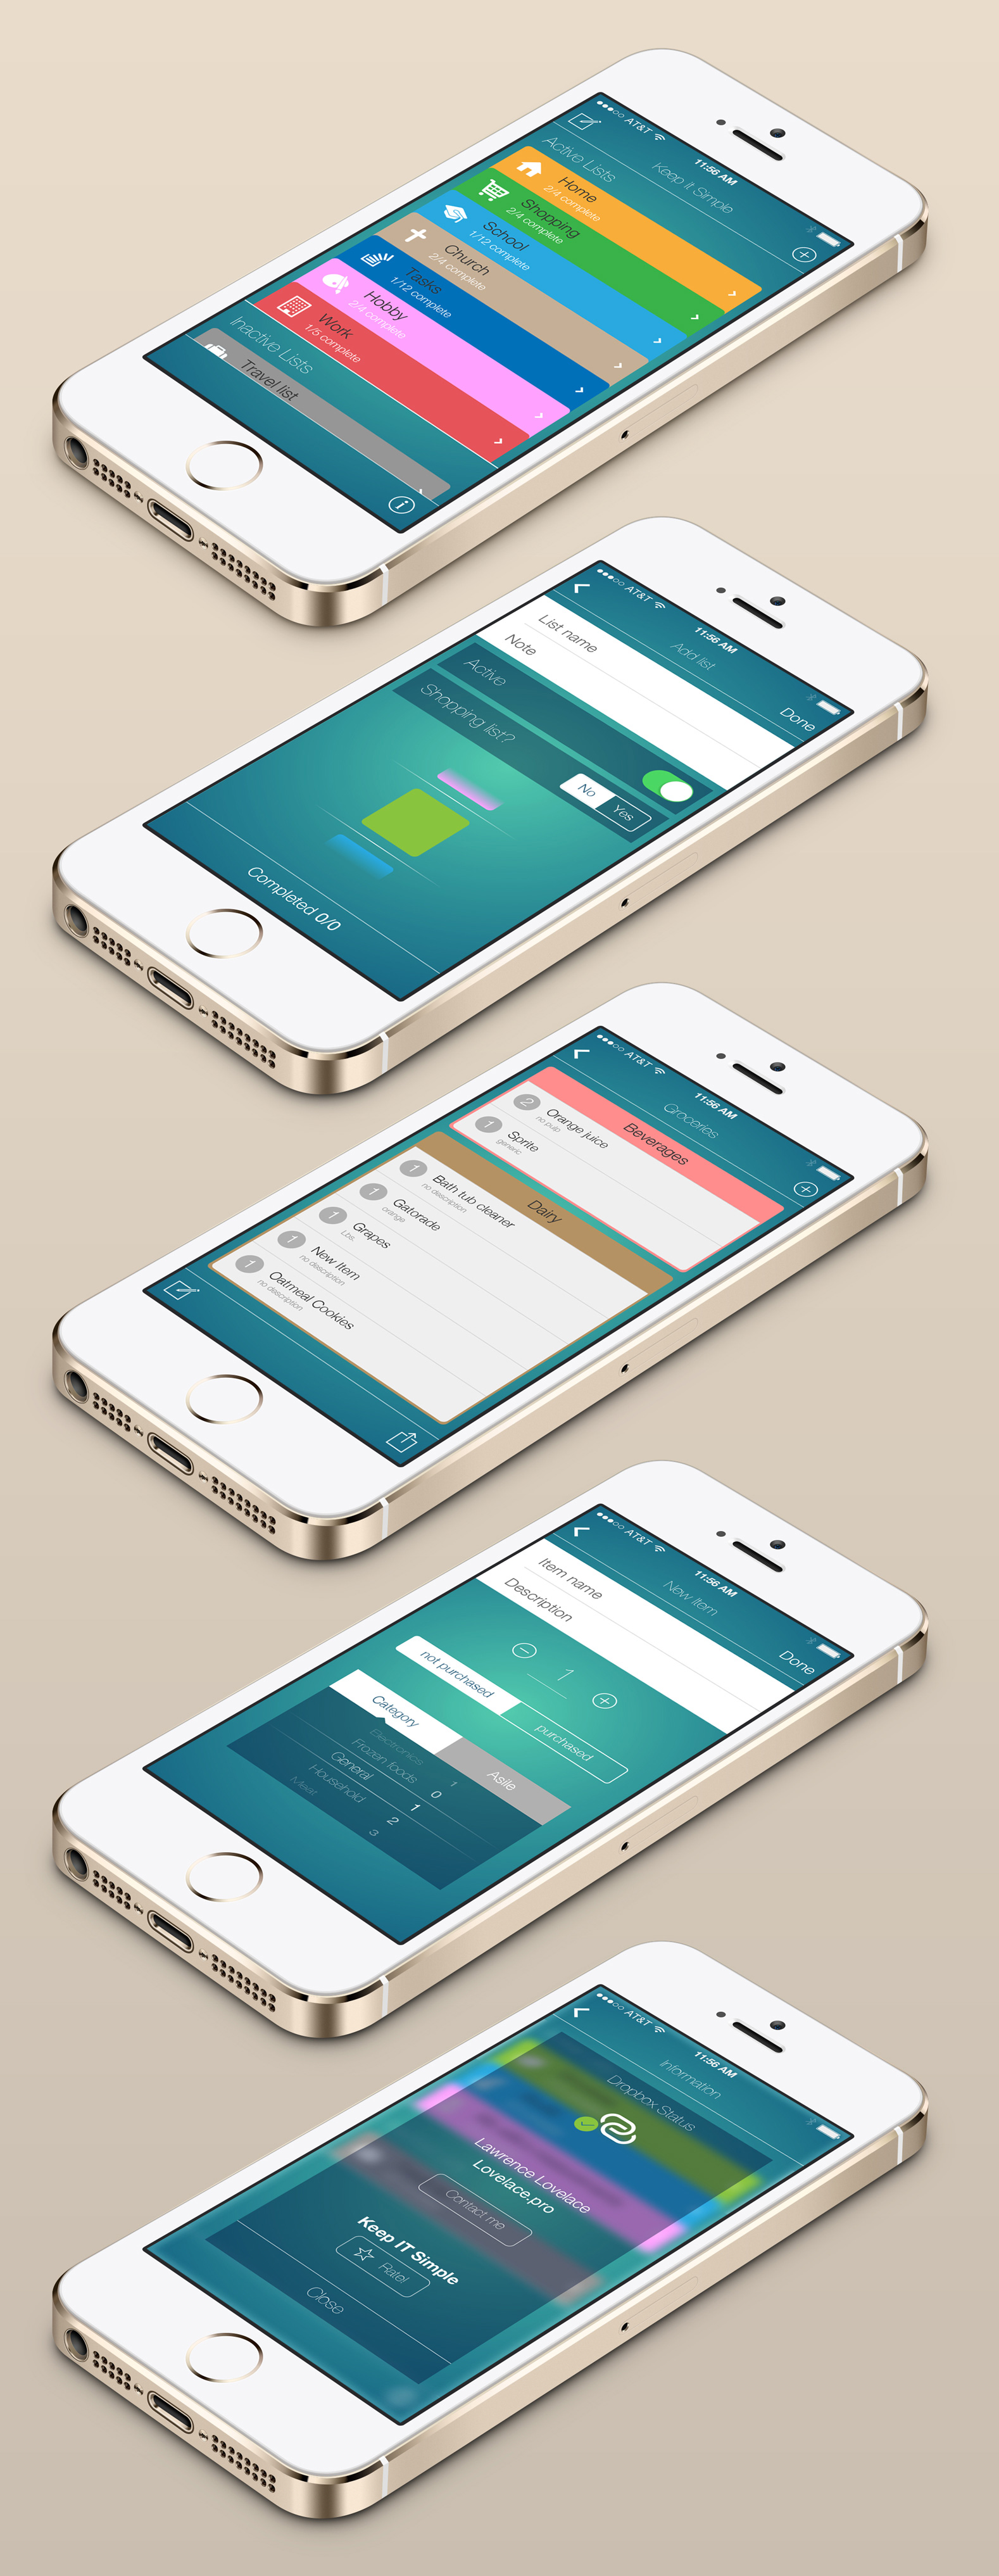 AT&T
11:56 AM
Keep It Simple
Active Lists
Home
2/4 complete
Shopping
2/4 complete
School
1/12 complete
Church
2/4 complete
Tasks
1/12 complete
Hobby
2/4 complete
Work
1/5 complete
Inactive Lists
Travel list
AT&T
11:56 AM
Add list
Done
List name
Note
Active
Shopping list?
No Yes
Completed 0/0
AT&T
11:56 AM
Groceries
Beverages
2 Orange juice
no pulp
1 Sprite
generic
Dairy
1 Bath tub cleaner
no description
1 Gatorade
orange
1 Grapes
Lbs.
1 New Item
no description
1 Oatmeal Cookies
no description
AT&T
11:56 AM
New Item
Done
Item name
Description
1
not purchased purchased
Category Asile
Electronics 1
Frozen foods 0
General 1
Household 2
Meat 3
AT&T
11:56 AM
Information
Dropbox Status
Lawrence Lovelace
Lovelace.pro
Contact me
Keep IT Simple
Rate!
Close